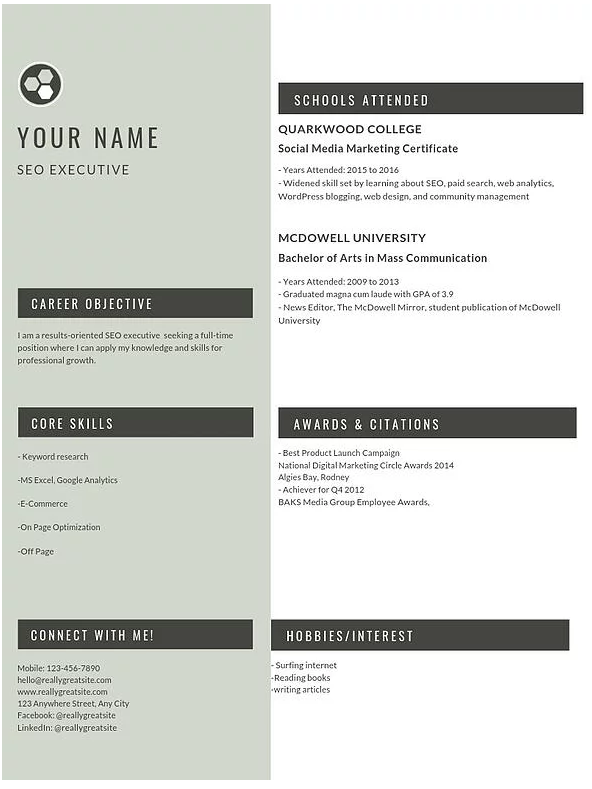 YOUR NAME
SEO EXECUTIVE
CAREER OBJECTIVE
I am a results-oriented SEO executive seeking a full-time
position where I can apply my knowledge and skills for
professional growth.
CORE SKILLS
- Keyword research
-MS Excel, Google Analytics
-E-Commerce
-On Page Optimization
-Off Page
CONNECT WITH ME!
Mobile: 123-456-7890
hello@reallygreatsite.com
www.reallygreatsite.com
123 Anywhere Street, Any City
Facebook: @reallygreatsite
LinkedIn: @reallygreatsite
SCHOOLS ATTENDED
QUARKWOOD COLLEGE
Social Media Marketing Certificate
- Years Attended: 2015 to 2016
- Widened skill set by learning about SEO, paid search, web analytics,
WordPress blogging, web design, and community management
MCDOWELL UNIVERSITY
Bachelor of Arts in Mass Communication
- Years Attended: 2009 to 2013
- Graduated magna cum laude with GPA of 3.9
- News Editor, The McDowell Mirror, student publication of McDowell
University
AWARDS & CITATIONS
- Best Product Launch Campaign
National Digital Marketing Circle Awards 2014
Algies Bay, Rodney
- Achiever for Q4 2012
BAKS Media Group Employee Awards,
HOBBIES/INTEREST
- Surfing internet
-Reading books
-writing articles